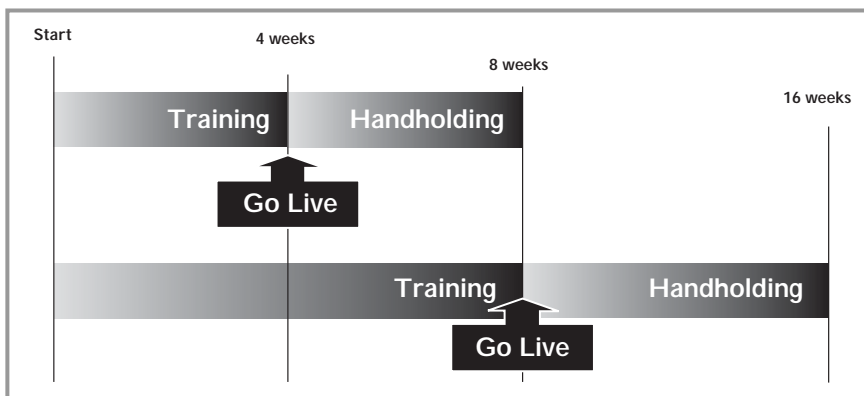 Start
4 weeks
8 weeks
16 weeks
Training
Handholding
Go Live
Training
Handholding
Go Live